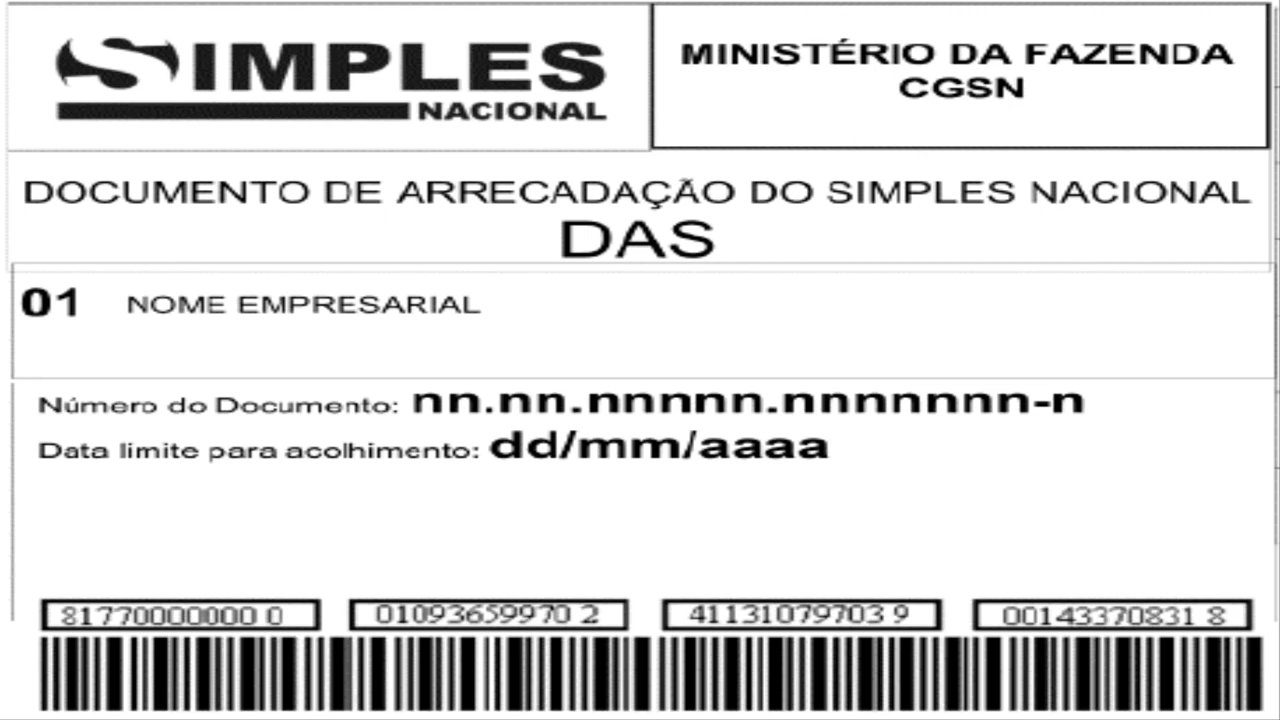 SIMPLES
NACIONAL
MINISTÉRIO DA FAZENDA
CGSN
DOCUMENTO DE ARRECADAÇÃO DO SIMPLES NACIONAL
DAS
01 NOME EMPRESARIAL
Número do Documento: nn.nn.nnnnn.nnnnnnn-n
Data limite para acolhimento: dd/mm/aaaa
81770000000 0 01093659970 2 41131079703 9 00143370831 8